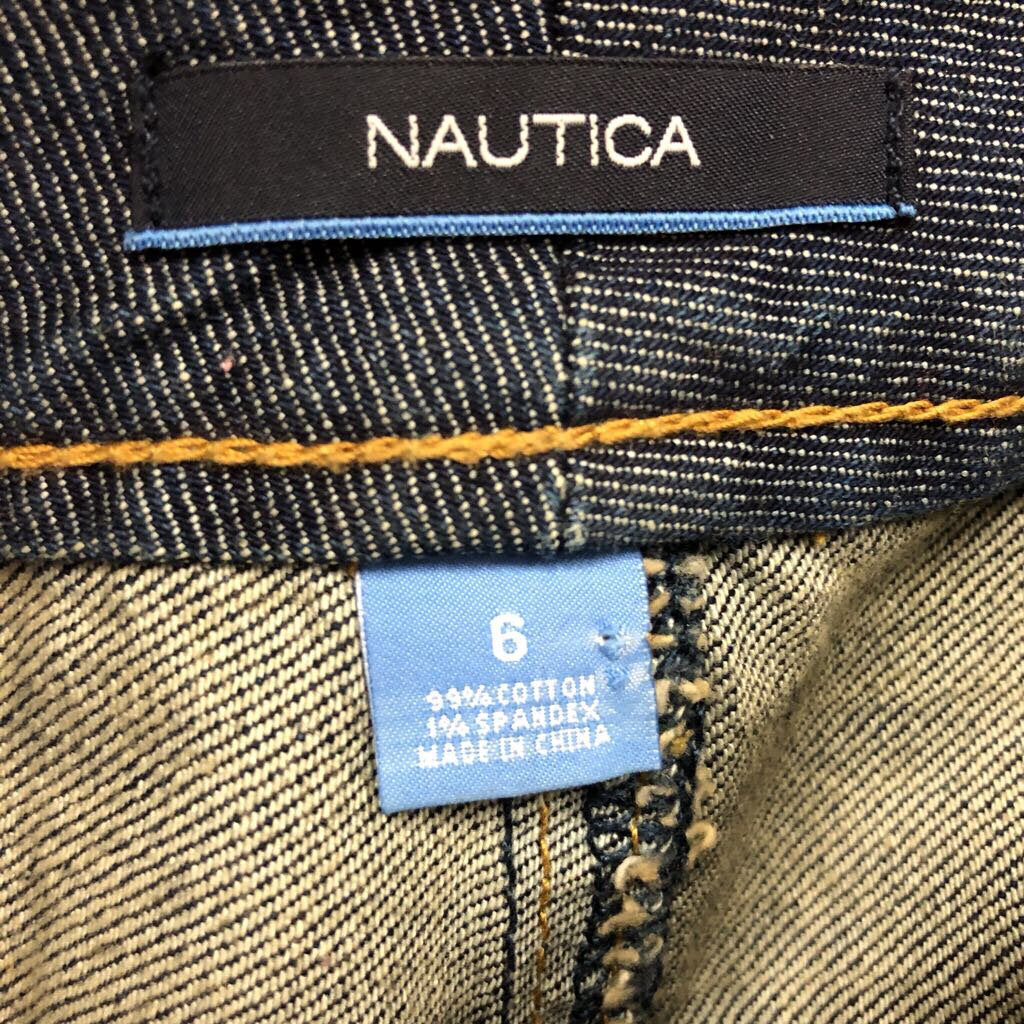 NAUTICA
6
99% COTTON
1% SPANDEX
MADE IN CHINA